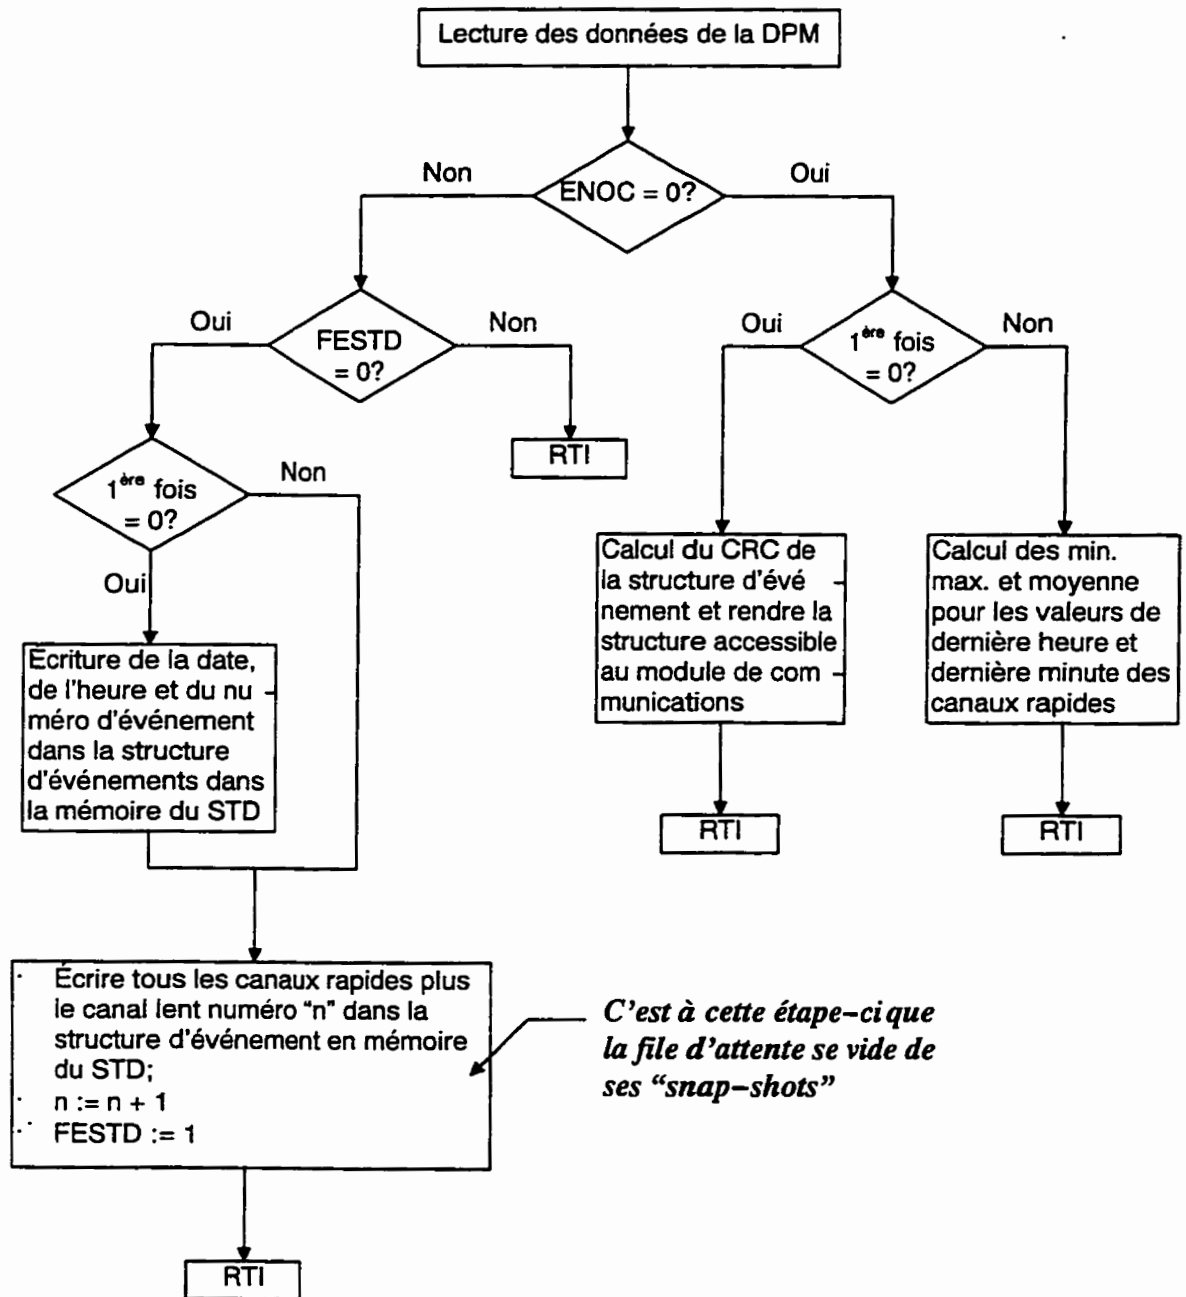 Lecture des données de la DPM
Non
Oui
ENOC = 0?
Oui
Non
FESTD
= 0?
Oui
Non
1ère fois
= 0?
RTI
Non
1ère fois
= 0?
Oui
Calcul du CRC de
la structure d'évé -
nement et rendre la
structure accessible
au module de com -
munications
Calcul des min.
max. et moyenne
pour les valeurs de
dernière heure et
dernière minute des
canaux rapides
Ecriture de la date,
de l'heure et du nu -
méro d'événement
dans la structure
d'événements dans
la mémoire du STD
RTI
RTI
· Écrire tous les canaux rapides plus
le canal lent numéro "n" dans la
structure d'événement en mémoire
du STD;
· n := n + 1
· FESTD := 1
C'est à cette étape-ci que
la file d'attente se vide de
ses "snap-shots"
RTI